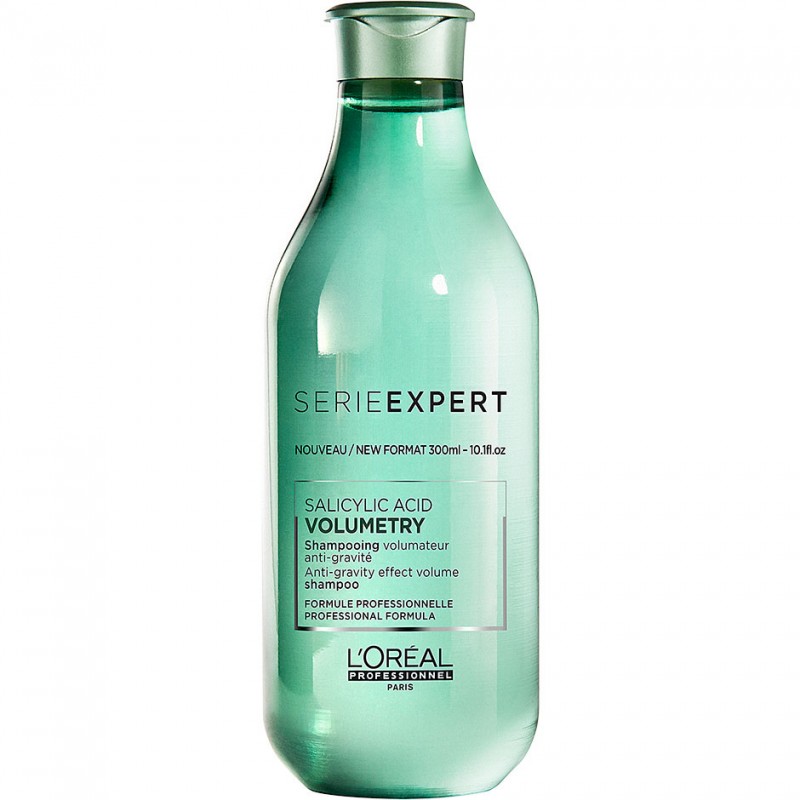 SERIEEXPERT
NOUVEAU / NEW FORMAT 300ml - 10.1fl.oz
SALICYLIC ACID
VOLUMETRY
Shampooing volumateur
anti-gravité
Anti-gravity effect volume
shampoo
FORMULE PROFESSIONNELLE
PROFESSIONAL FORMULA
L'ORÉAL
PROFESSIONNEL
PARIS